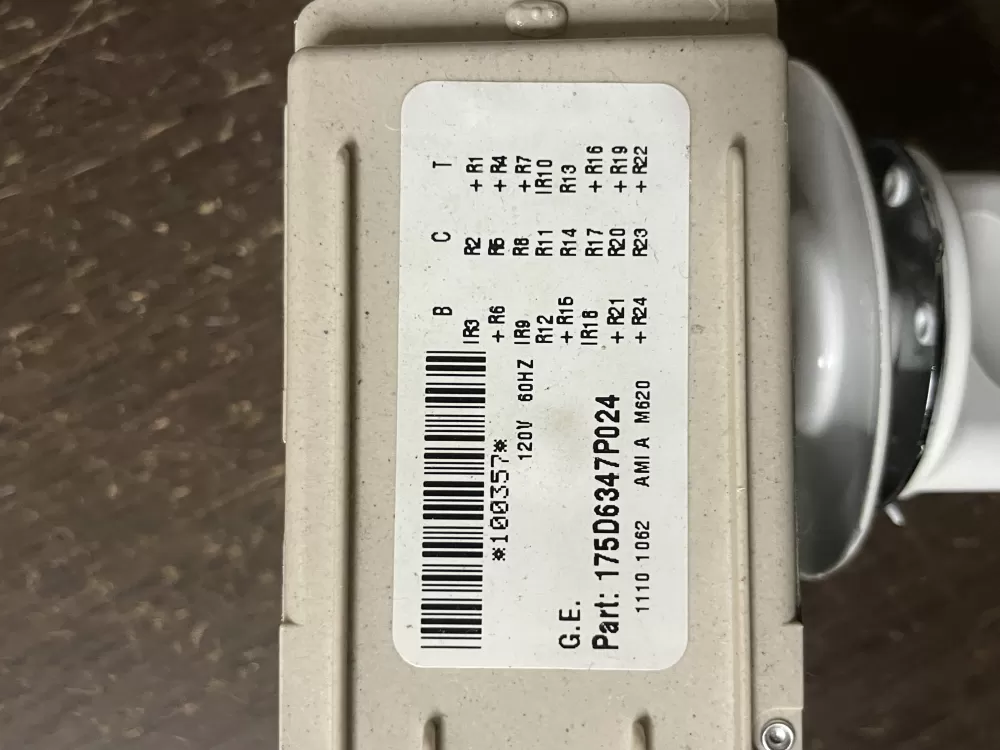 *100357*
120V 60HZ
G.E.
Part: 175D6347P024
1110 1062 AMI A M620
B C T
IR3 R2 + R1
+ R6 R5 + R4
IR9 R8 + R7
R12 R11 IR10
+ R15 R14 R13
IR18 R17 + R16
+ R21 R20 + R19
+ R24 R23 + R22